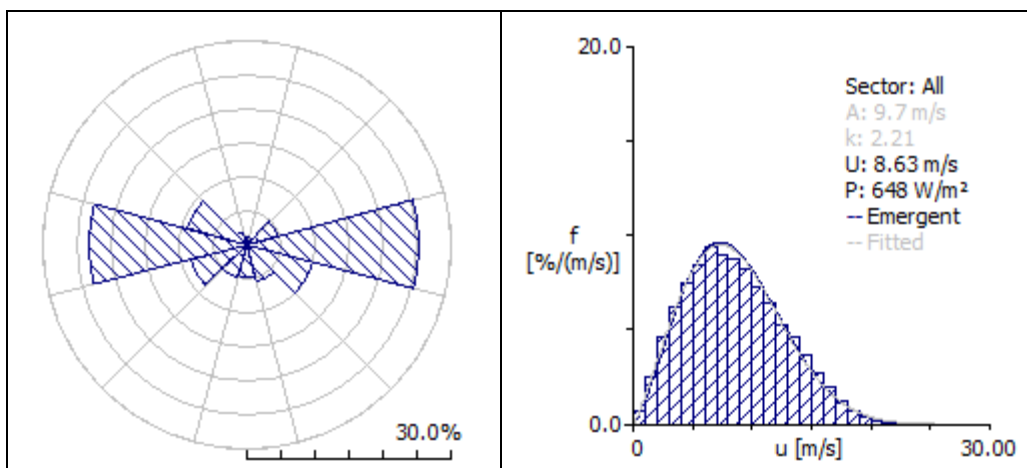 30.0%
20.0
Sector: All
A: 9.7 m/s
k: 2.21
U: 8.63 m/s
P: 648 W/m²
-- Emergent
-- Fitted
f
[%/(m/s)]
0.0
0
u [m/s]
30.00